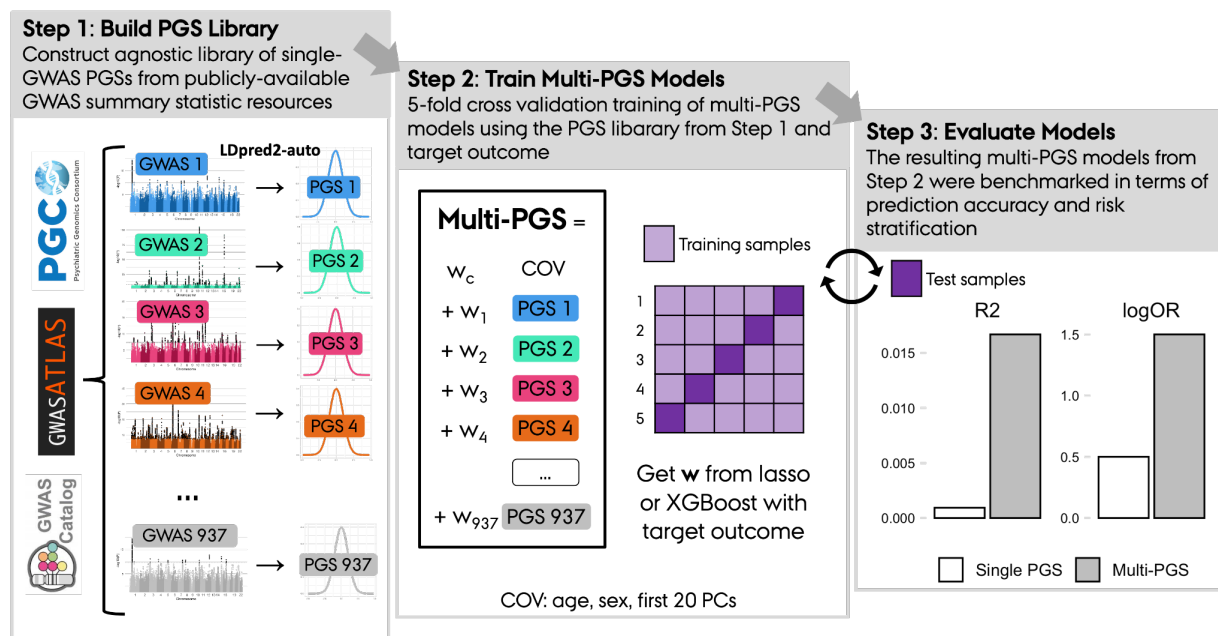 Step 1: Build PGS Library
Construct agnostic library of single-
GWAS PGSs from publicly-available
GWAS summary statistic resources
PGC
Psychiatric Genomics Consortium
GWASATLAS
GWAS
Catalog
LDpred2-auto
GWAS 1
PGS 1
GWAS 2
PGS 2
GWAS 3
PGS 3
GWAS 4
PGS 4
...
GWAS 937
PGS 937
Step 2: Train Multi-PGS Models
5-fold cross validation training of multi-PGS
models using the PGS libarary from Step 1 and
target outcome
Multi-PGS =
wc COV
+ w1 PGS 1
+ w2 PGS 2
+ w3 PGS 3
+ w4 PGS 4
...
+ w937 PGS 937
Training samples
1
2
3
4
5
Get w from lasso
or XGBoost with
target outcome
COV: age, sex, first 20 PCs
Step 3: Evaluate Models
The resulting multi-PGS models from
Step 2 were benchmarked in terms of
prediction accuracy and risk
stratification
Test samples
R2
0.015
0.010
0.005
0.000
logOR
1.5
1.0
0.5
0.0
Single PGS
Multi-PGS